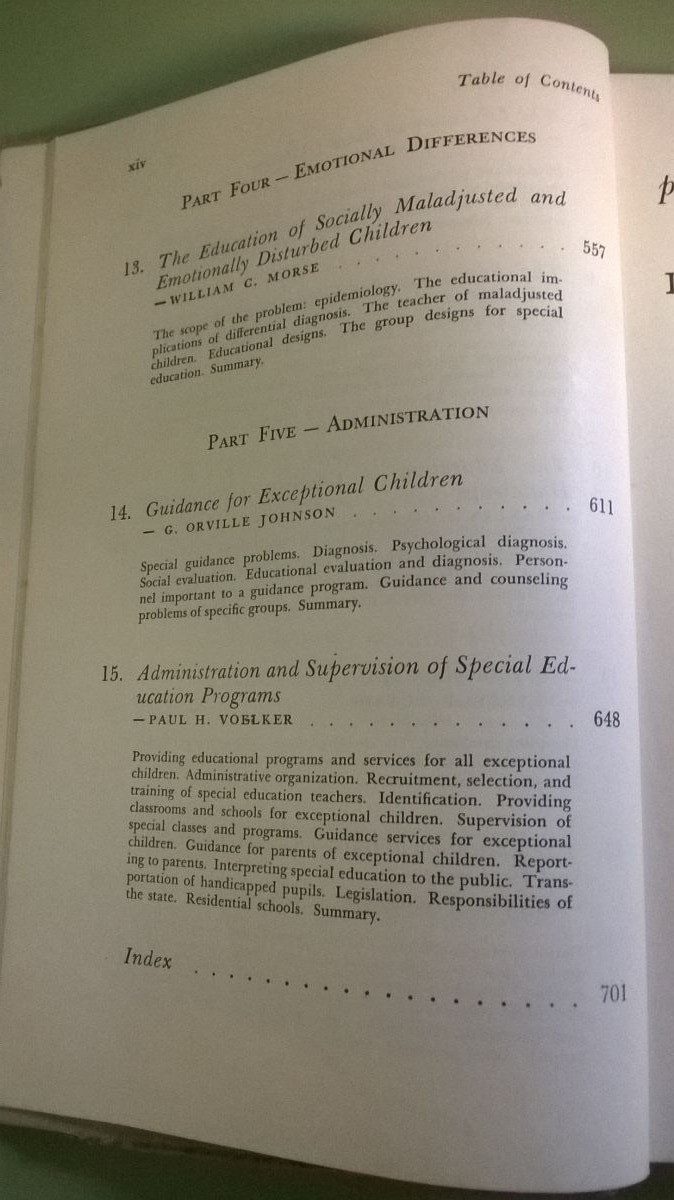 Table of Contents
xiv
PART FOUR — EMOTIONAL DIFFERENCES
13. The Education of Socially Maladjusted and
Emotionally Disturbed Children
—WILLIAM C. MORSE . . . . . . . . . . 557
The scope of the problem: epidemiology. The educational im-
plications of differential diagnosis. The teacher of maladjusted
children. Educational designs. The group designs for special
education. Summary.
PART FIVE — ADMINISTRATION
14. Guidance for Exceptional Children
— G. ORVILLE JOHNSON . . . . . . . . . . 611
Special guidance problems. Diagnosis. Psychological diagnosis.
Social evaluation. Educational evaluation and diagnosis. Person-
nel important to a guidance program. Guidance and counseling
problems of specific groups. Summary.
15. Administration and Supervision of Special Ed-
ucation Programs
—PAUL H. VOELKER . . . . . . . . . . . . 648
Providing educational programs and services for all exceptional
children. Administrative organization. Recruitment, selection, and
training of special education teachers. Identification. Providing
classrooms and schools for exceptional children. Supervision of
special classes and programs. Guidance services for exceptional
children. Guidance for parents of exceptional children. Report-
ing to parents. Interpreting special education to the public. Trans-
portation of handicapped pupils. Legislation. Responsibilities of
the state. Residential schools. Summary.
Index . . . . . . . . . . . . . . . . . . . . 701